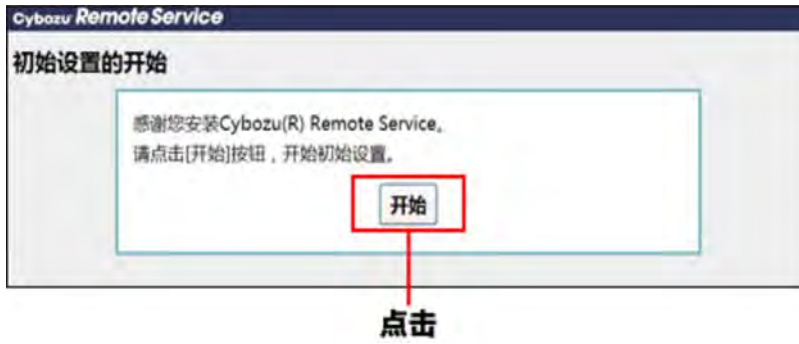 Cybozu Remote Service
初始设置的开始
感谢您安装Cybozu(R) Remote Service。
请点击[开始]按钮，开始初始设置。
开始
点击